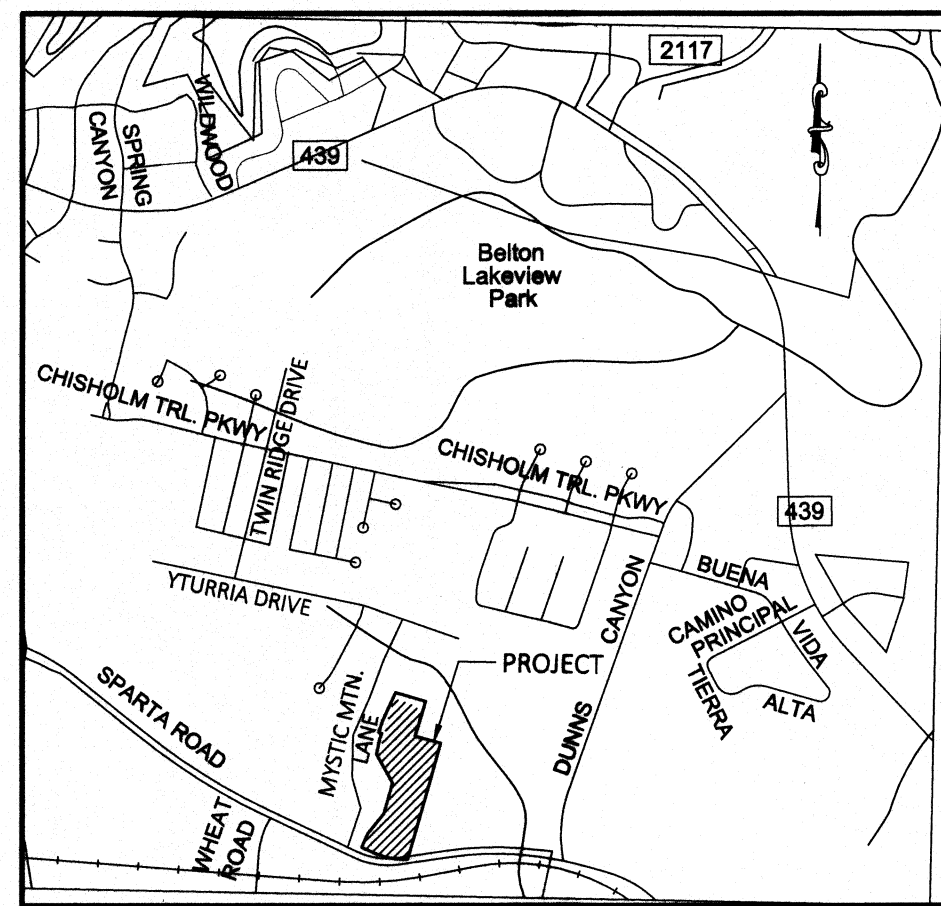 2117
WILDWOOD
SPRING
CANYON
439
Belton
Lakeview
Park
CHISHOLM TRL. PKWY
TWIN RIDGE DRIVE
CHISHOLM TRL. PKWY
439
BUENA
VIDA
CAMINO
PRINCIPAL
TIERRA
ALTA
YTURRIA DRIVE
DUNNS CANYON
PROJECT
MYSTIC MTN.
LANE
SPARTA ROAD
WHEAT
ROAD